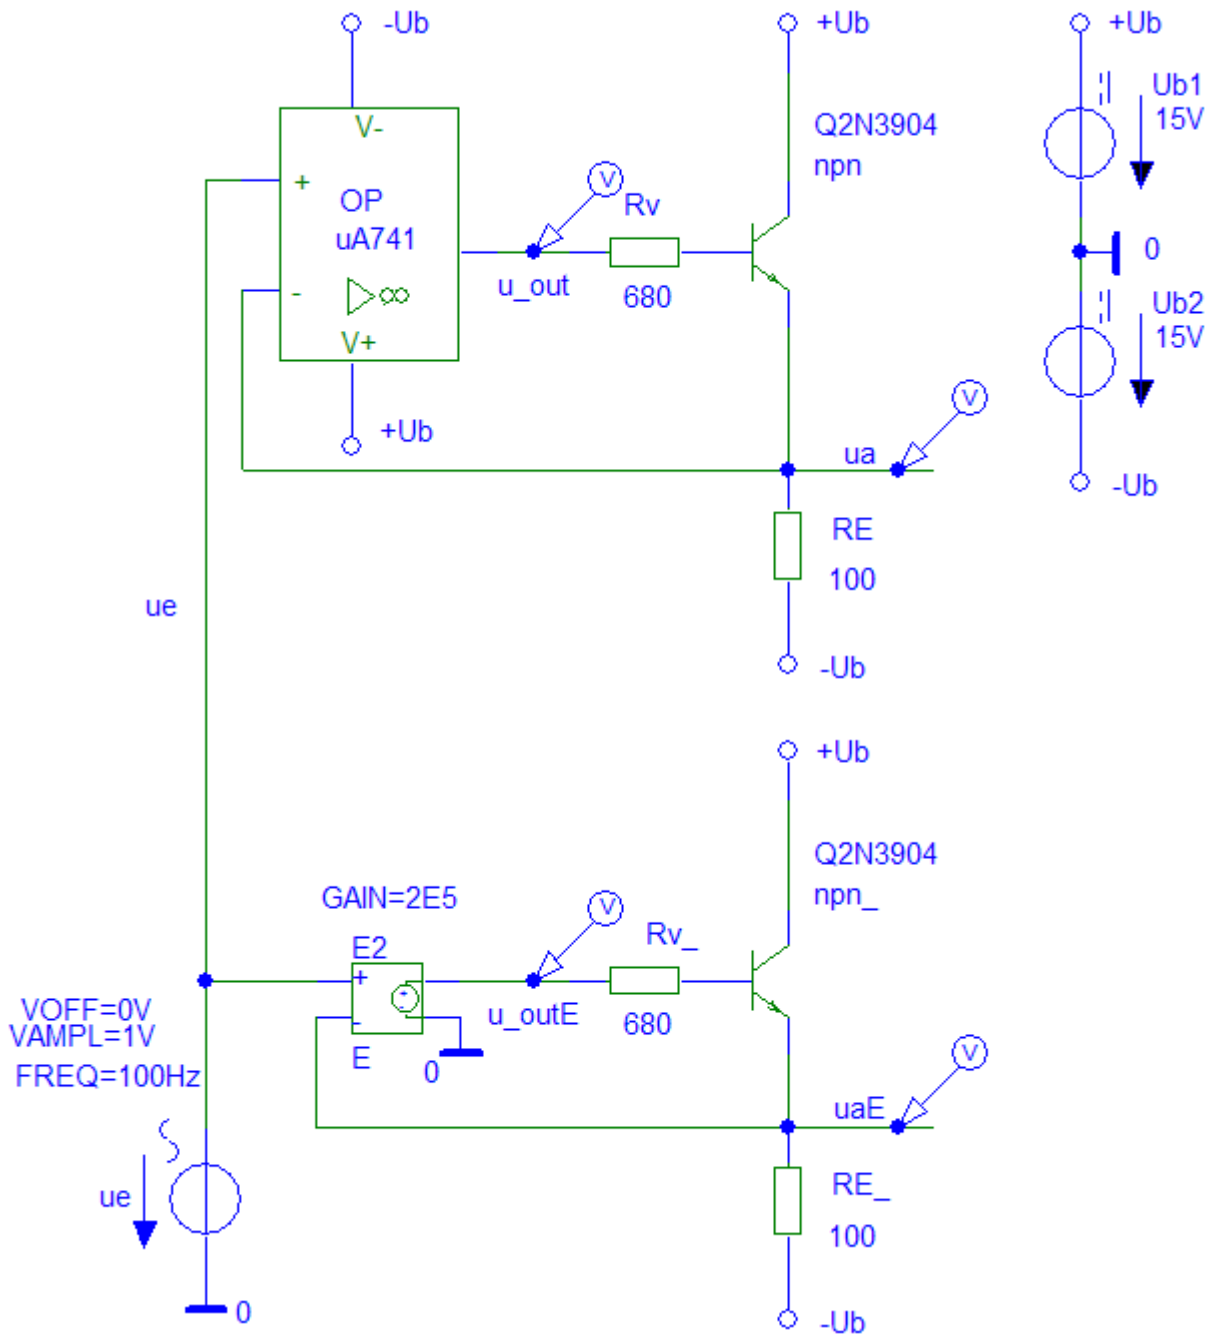 -Ub
+Ub
+Ub
V-
Q2N3904
npn
Ub1
15V
+
OP
uA741
V
Rv
u_out
680
-
V+
0
Ub2
15V
+Ub
V
ua
-Ub
RE
100
ue
-Ub
+Ub
Q2N3904
npn_
GAIN=2E5
V
E2
Rv_
+
+
-
-
u_outE
680
E
0
VOFF=0V
VAMPL=1V
FREQ=100Hz
V
uaE
ue
RE_
100
0
-Ub